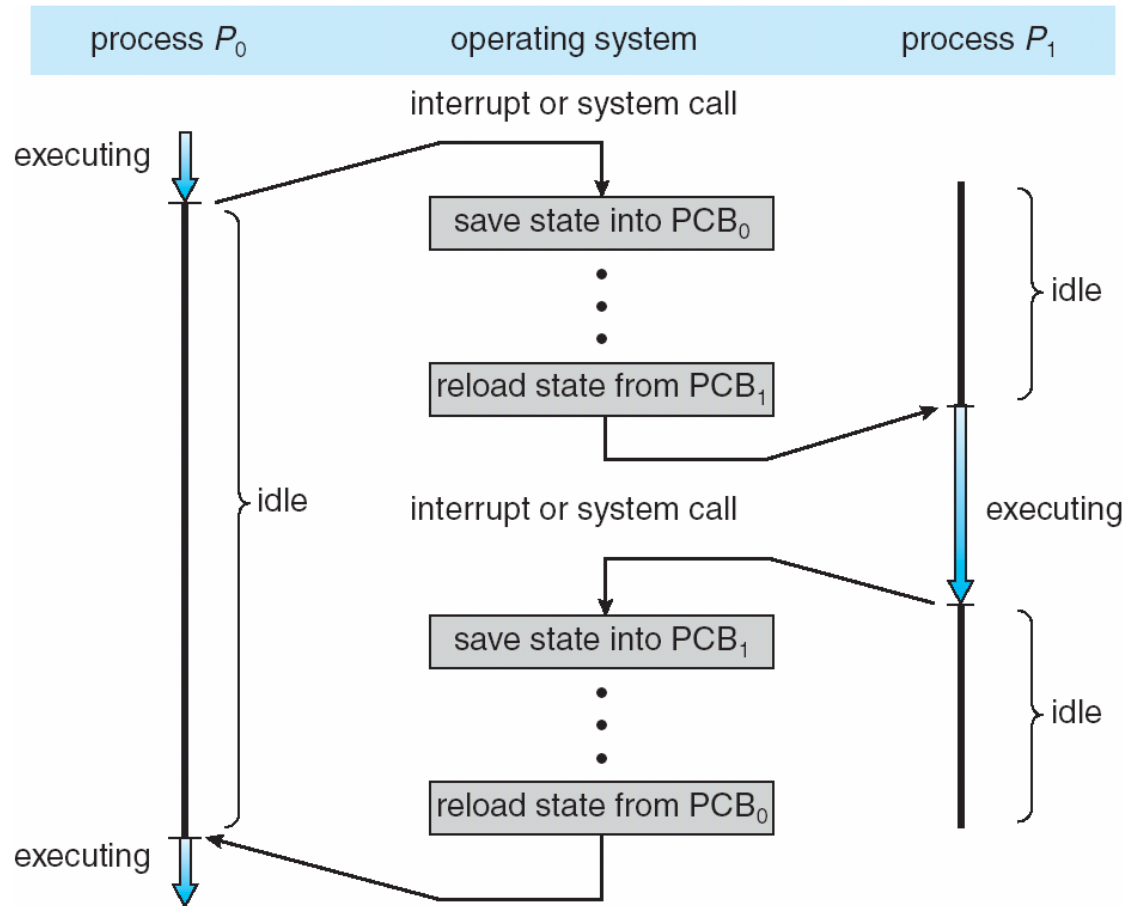 process P₀ operating system process P₁
interrupt or system call
executing
save state into PCB₀
idle
reload state from PCB₁
idle
interrupt or system call
executing
save state into PCB₁
idle
reload state from PCB₀
executing